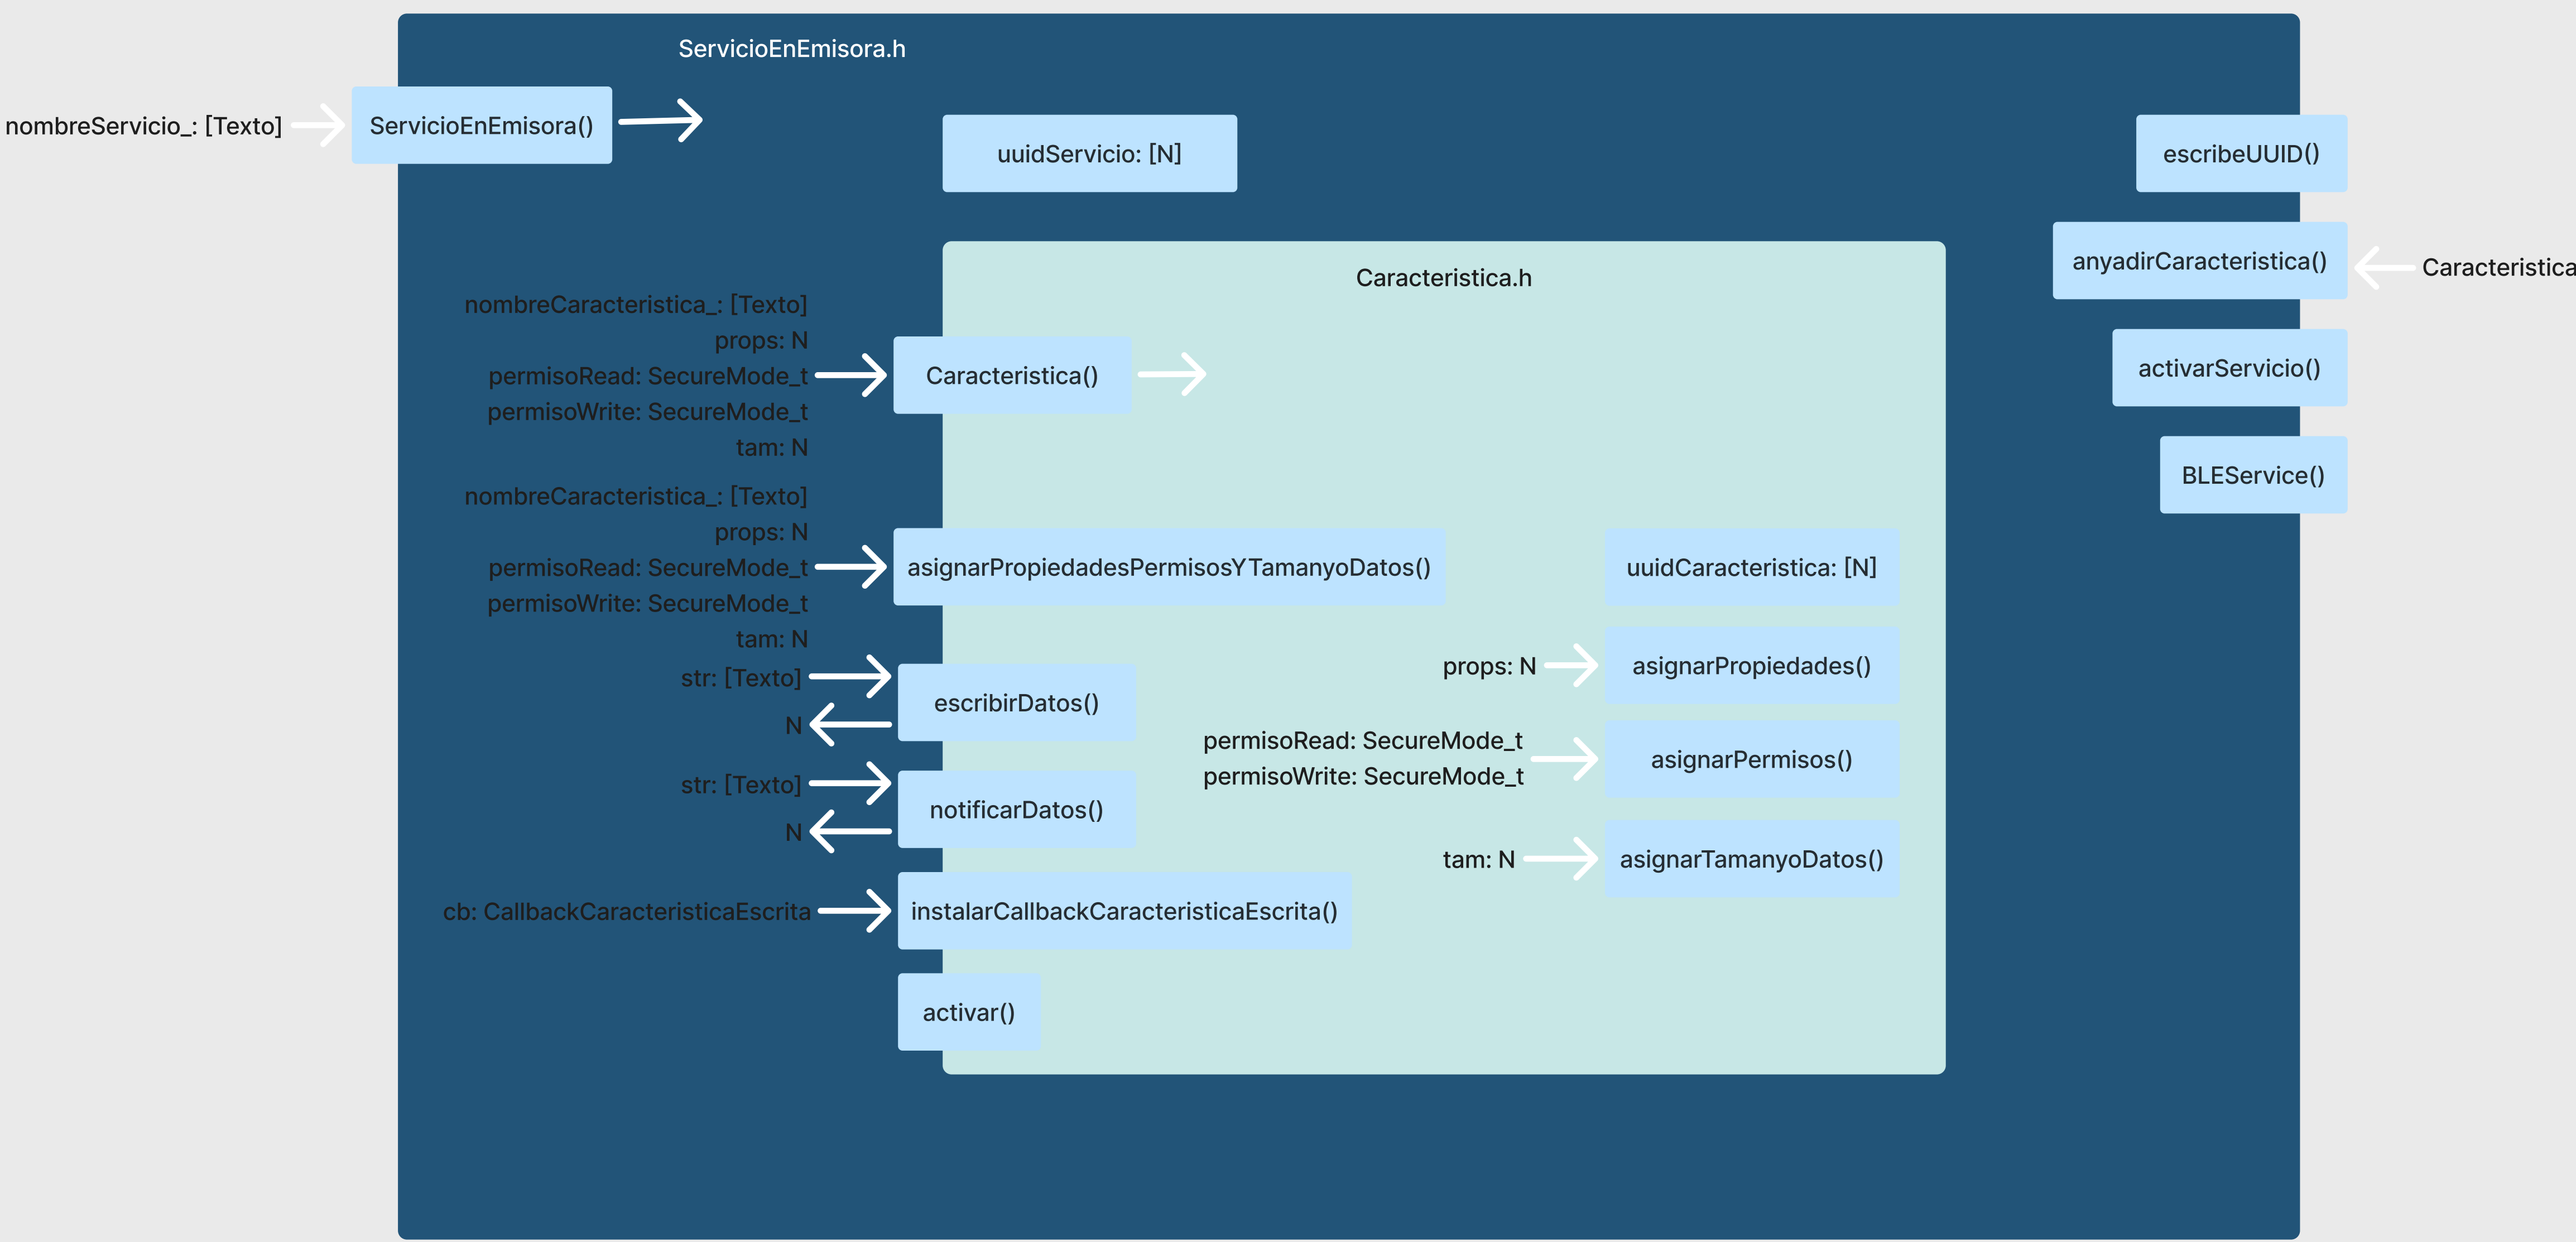 ServicioEnEmisora.h
nombreServicio_: [Texto]
ServicioEnEmisora()
uuidServicio: [N]
escribeUUID()
anyadirCaracteristica()
Caracteristica
activarServicio()
BLEService()
Caracteristica.h
nombreCaracteristica_: [Texto]
props: N
permisoRead: SecureMode_t
permisoWrite: SecureMode_t
tam: N
Caracteristica()
nombreCaracteristica_: [Texto]
props: N
permisoRead: SecureMode_t
permisoWrite: SecureMode_t
tam: N
asignarPropiedadesPermisosYTamanyoDatos()
uuidCaracteristica: [N]
str: [Texto]
N
escribirDatos()
props: N
asignarPropiedades()
str: [Texto]
N
notificarDatos()
permisoRead: SecureMode_t
permisoWrite: SecureMode_t
asignarPermisos()
tam: N
asignarTamanyoDatos()
cb: CallbackCaracteristicaEscrita
instalarCallbackCaracteristicaEscrita()
activar()